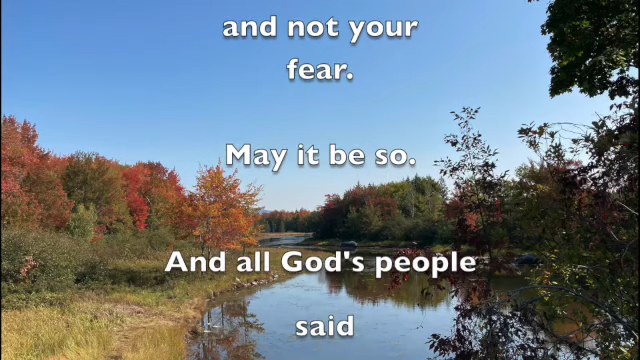 and not your
fear.
May it be so.
And all God's people
said